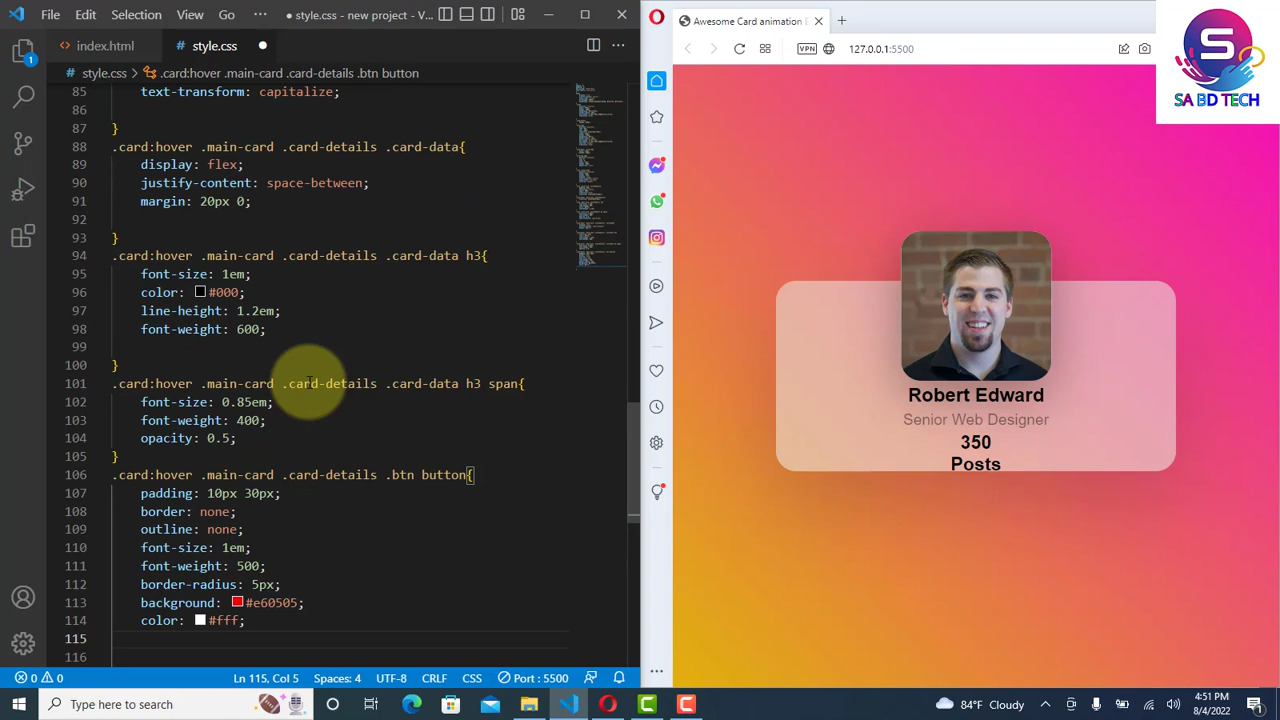 File Edit ... ● style.css - new portfolio - V...
index.html
style.css ●
...
# style.css > .card:hover .main-card .card-details .btn button
85 text-transform: capitalize;
86
87 }
88 .card:hover .main-card .card-details .card-data{
89 display: flex;
90 justify-content: space-between;
91 margin: 20px 0;
92
93 }
94 .card:hover .main-card .card-details .card-data h3{
95 font-size: 1em;
96 color: #000;
97 line-height: 1.2em;
98 font-weight: 600;
99
100 }
101 .card:hover .main-card .card-details .card-data h3 span{
102 font-size: 0.85em;
103 font-weight: 400;
104 opacity: 0.5;
105 }
106 .card:hover .main-card .card-details .btn button{
107 padding: 10px 30px;
108 border: none;
109 outline: none;
110 font-size: 1em;
111 font-weight: 500;
112 border-radius: 5px;
113 background: #e60505;
114 color: #fff;
115
116
1
0 0 Ln 115, Col 5 Spaces: 4 UTF-8 CRLF CSS Port : 5500
Awesome Card animation
VPN 127.0.0.1:5500
S
SA BD TECH
Robert Edward
Senior Web Designer
350
Posts
Type here to search
84°F Cloudy
4:51 PM
8/4/2022
1